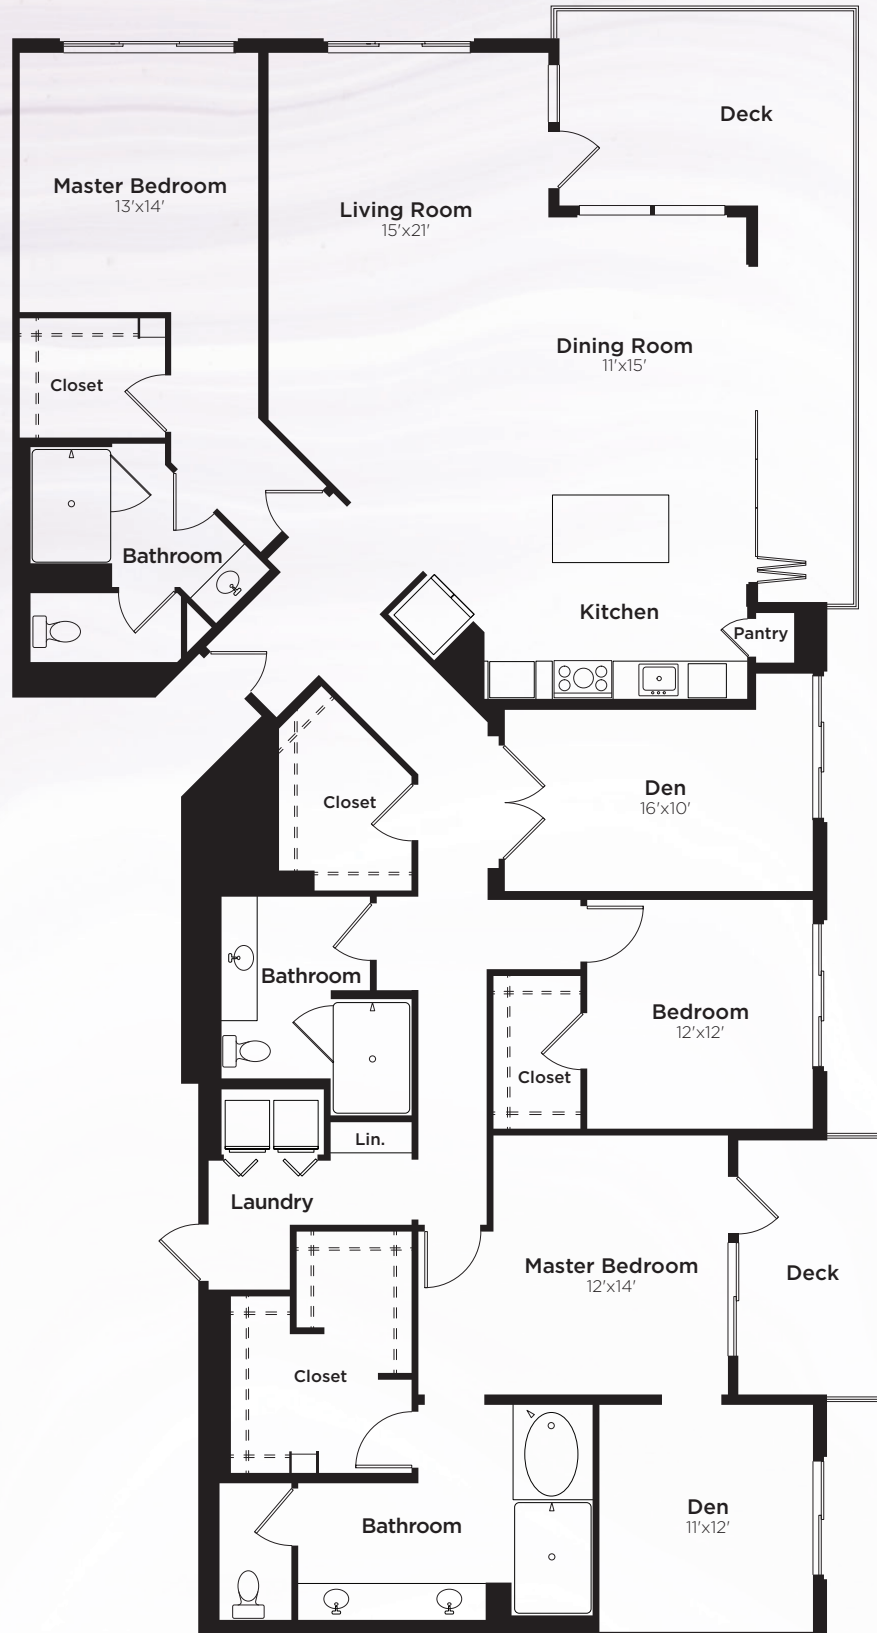 Deck
Master Bedroom
13'x14'
Living Room
15'x21'
Dining Room
11'x15'
Closet
Bathroom
Kitchen
Pantry
Den
16'x10'
Closet
Bathroom
Bedroom
12'x12'
Closet
Lin.
Laundry
Master Bedroom
12'x14'
Deck
Closet
Den
11'x12'
Bathroom